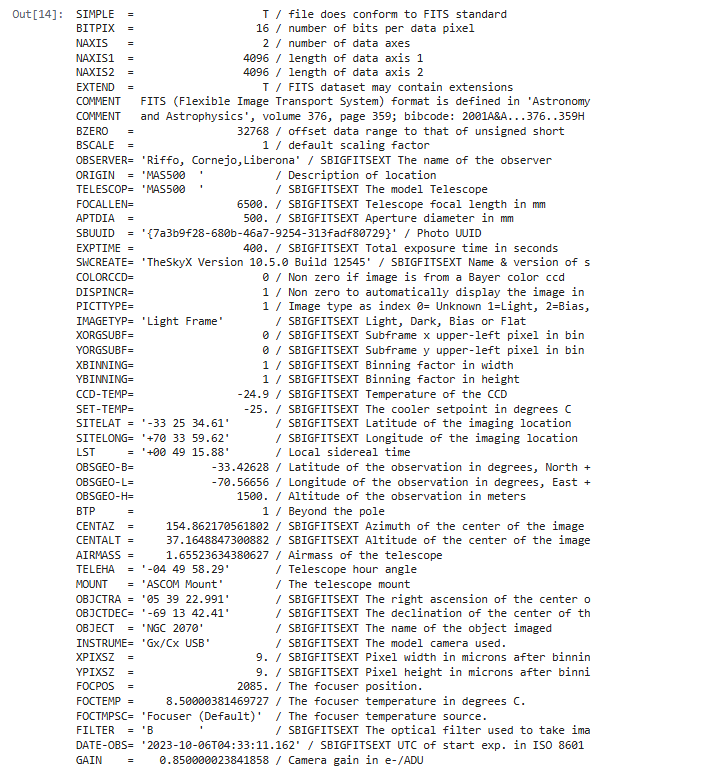 Out[14]: SIMPLE  =                    T / file does conform to FITS standard
BITPIX  =                   16 / number of bits per data pixel
NAXIS   =                    2 / number of data axes
NAXIS1  =                 4096 / length of data axis 1
NAXIS2  =                 4096 / length of data axis 2
EXTEND  =                    T / FITS dataset may contain extensions
COMMENT   FITS (Flexible Image Transport System) format is defined in 'Astronomy
COMMENT   and Astrophysics', volume 376, page 359; bibcode: 2001A&A...376..359H
BZERO   =                32768 / offset data range to that of unsigned short
BSCALE  =                    1 / default scaling factor
OBSERVER= 'Riffo, Cornejo,Liberona' / SBIGFITSEXT The name of the observer
ORIGIN  = 'MAS500  '           / Description of location
TELESCOP= 'MAS500  '           / SBIGFITSEXT The model Telescope
FOCALLEN=                6500. / SBIGFITSEXT Telescope focal length in mm
APTDIA  =                 500. / SBIGFITSEXT Aperture diameter in mm
SBUUID  = '{7a3b9f28-680b-46a7-9254-313fadf80729}' / Photo UUID
EXPTIME =                 400. / SBIGFITSEXT Total exposure time in seconds
SWCREATE= 'TheSkyX Version 10.5.0 Build 12545' / SBIGFITSEXT Name & version of s
COLORCCD=                    0 / Non zero if image is from a Bayer color ccd
DISPINCR=                    1 / Non zero to automatically display the image in
PICTTYPE=                    1 / Image type as index 0= Unknown 1=Light, 2=Bias,
IMAGETYP= 'Light Frame'        / SBIGFITSEXT Light, Dark, Bias or Flat
XORGSUBF=                    0 / SBIGFITSEXT Subframe x upper-left pixel in bin
YORGSUBF=                    0 / SBIGFITSEXT Subframe y upper-left pixel in bin
XBINNING=                    1 / SBIGFITSEXT Binning factor in width
YBINNING=                    1 / SBIGFITSEXT Binning factor in height
CCD-TEMP=                -24.9 / SBIGFITSEXT Temperature of the CCD
SET-TEMP=                 -25. / SBIGFITSEXT The cooler setpoint in degrees C
SITELAT = '-33 25 34.61'       / SBIGFITSEXT Latitude of the imaging location
SITELONG= '+70 33 59.62'       / SBIGFITSEXT Longitude of the imaging location
LST     = '+00 49 15.88'       / Local sidereal time
OBSGEO-B=            -33.42628 / Latitude of the observation in degrees, North +
OBSGEO-L=            -70.56656 / Longitude of the observation in degrees, East +
OBSGEO-H=                1500. / Altitude of the observation in meters
BTP     =                    1 / Beyond the pole
CENTAZ  =     154.862170561802 / SBIGFITSEXT Azimuth of the center of the image
CENTALT =     37.1648847300882 / SBIGFITSEXT Altitude of the center of the image
AIRMASS =     1.65523634380627 / Airmass of the telescope
TELEHA  = '-04 49 58.29'       / Telescope hour angle
MOUNT   = 'ASCOM Mount'        / The telescope mount
OBJCTRA = '05 39 22.991'       / SBIGFITSEXT The right ascension of the center o
OBJCTDEC= '-69 13 42.41'       / SBIGFITSEXT The declination of the center of th
OBJECT  = 'NGC 2070'           / SBIGFITSEXT The name of the object imaged
INSTRUME= 'Gx/Cx USB'          / SBIGFITSEXT The model camera used.
XPIXSZ  =                   9. / SBIGFITSEXT Pixel width in microns after binnin
YPIXSZ  =                   9. / SBIGFITSEXT Pixel height in microns after binni
FOCPOS  =                2085. / The focuser position.
FOCTEMP =     8.50000381469727 / The focuser temperature in degrees C.
FOCTMPSC= 'Focuser (Default)'  / The focuser temperature source.
FILTER  = 'B       '           / SBIGFITSEXT The optical filter used to take ima
DATE-OBS= '2023-10-06T04:33:11.162' / SBIGFITSEXT UTC of start exp. in ISO 8601
GAIN    =    0.850000023841858 / Camera gain in e-/ADU